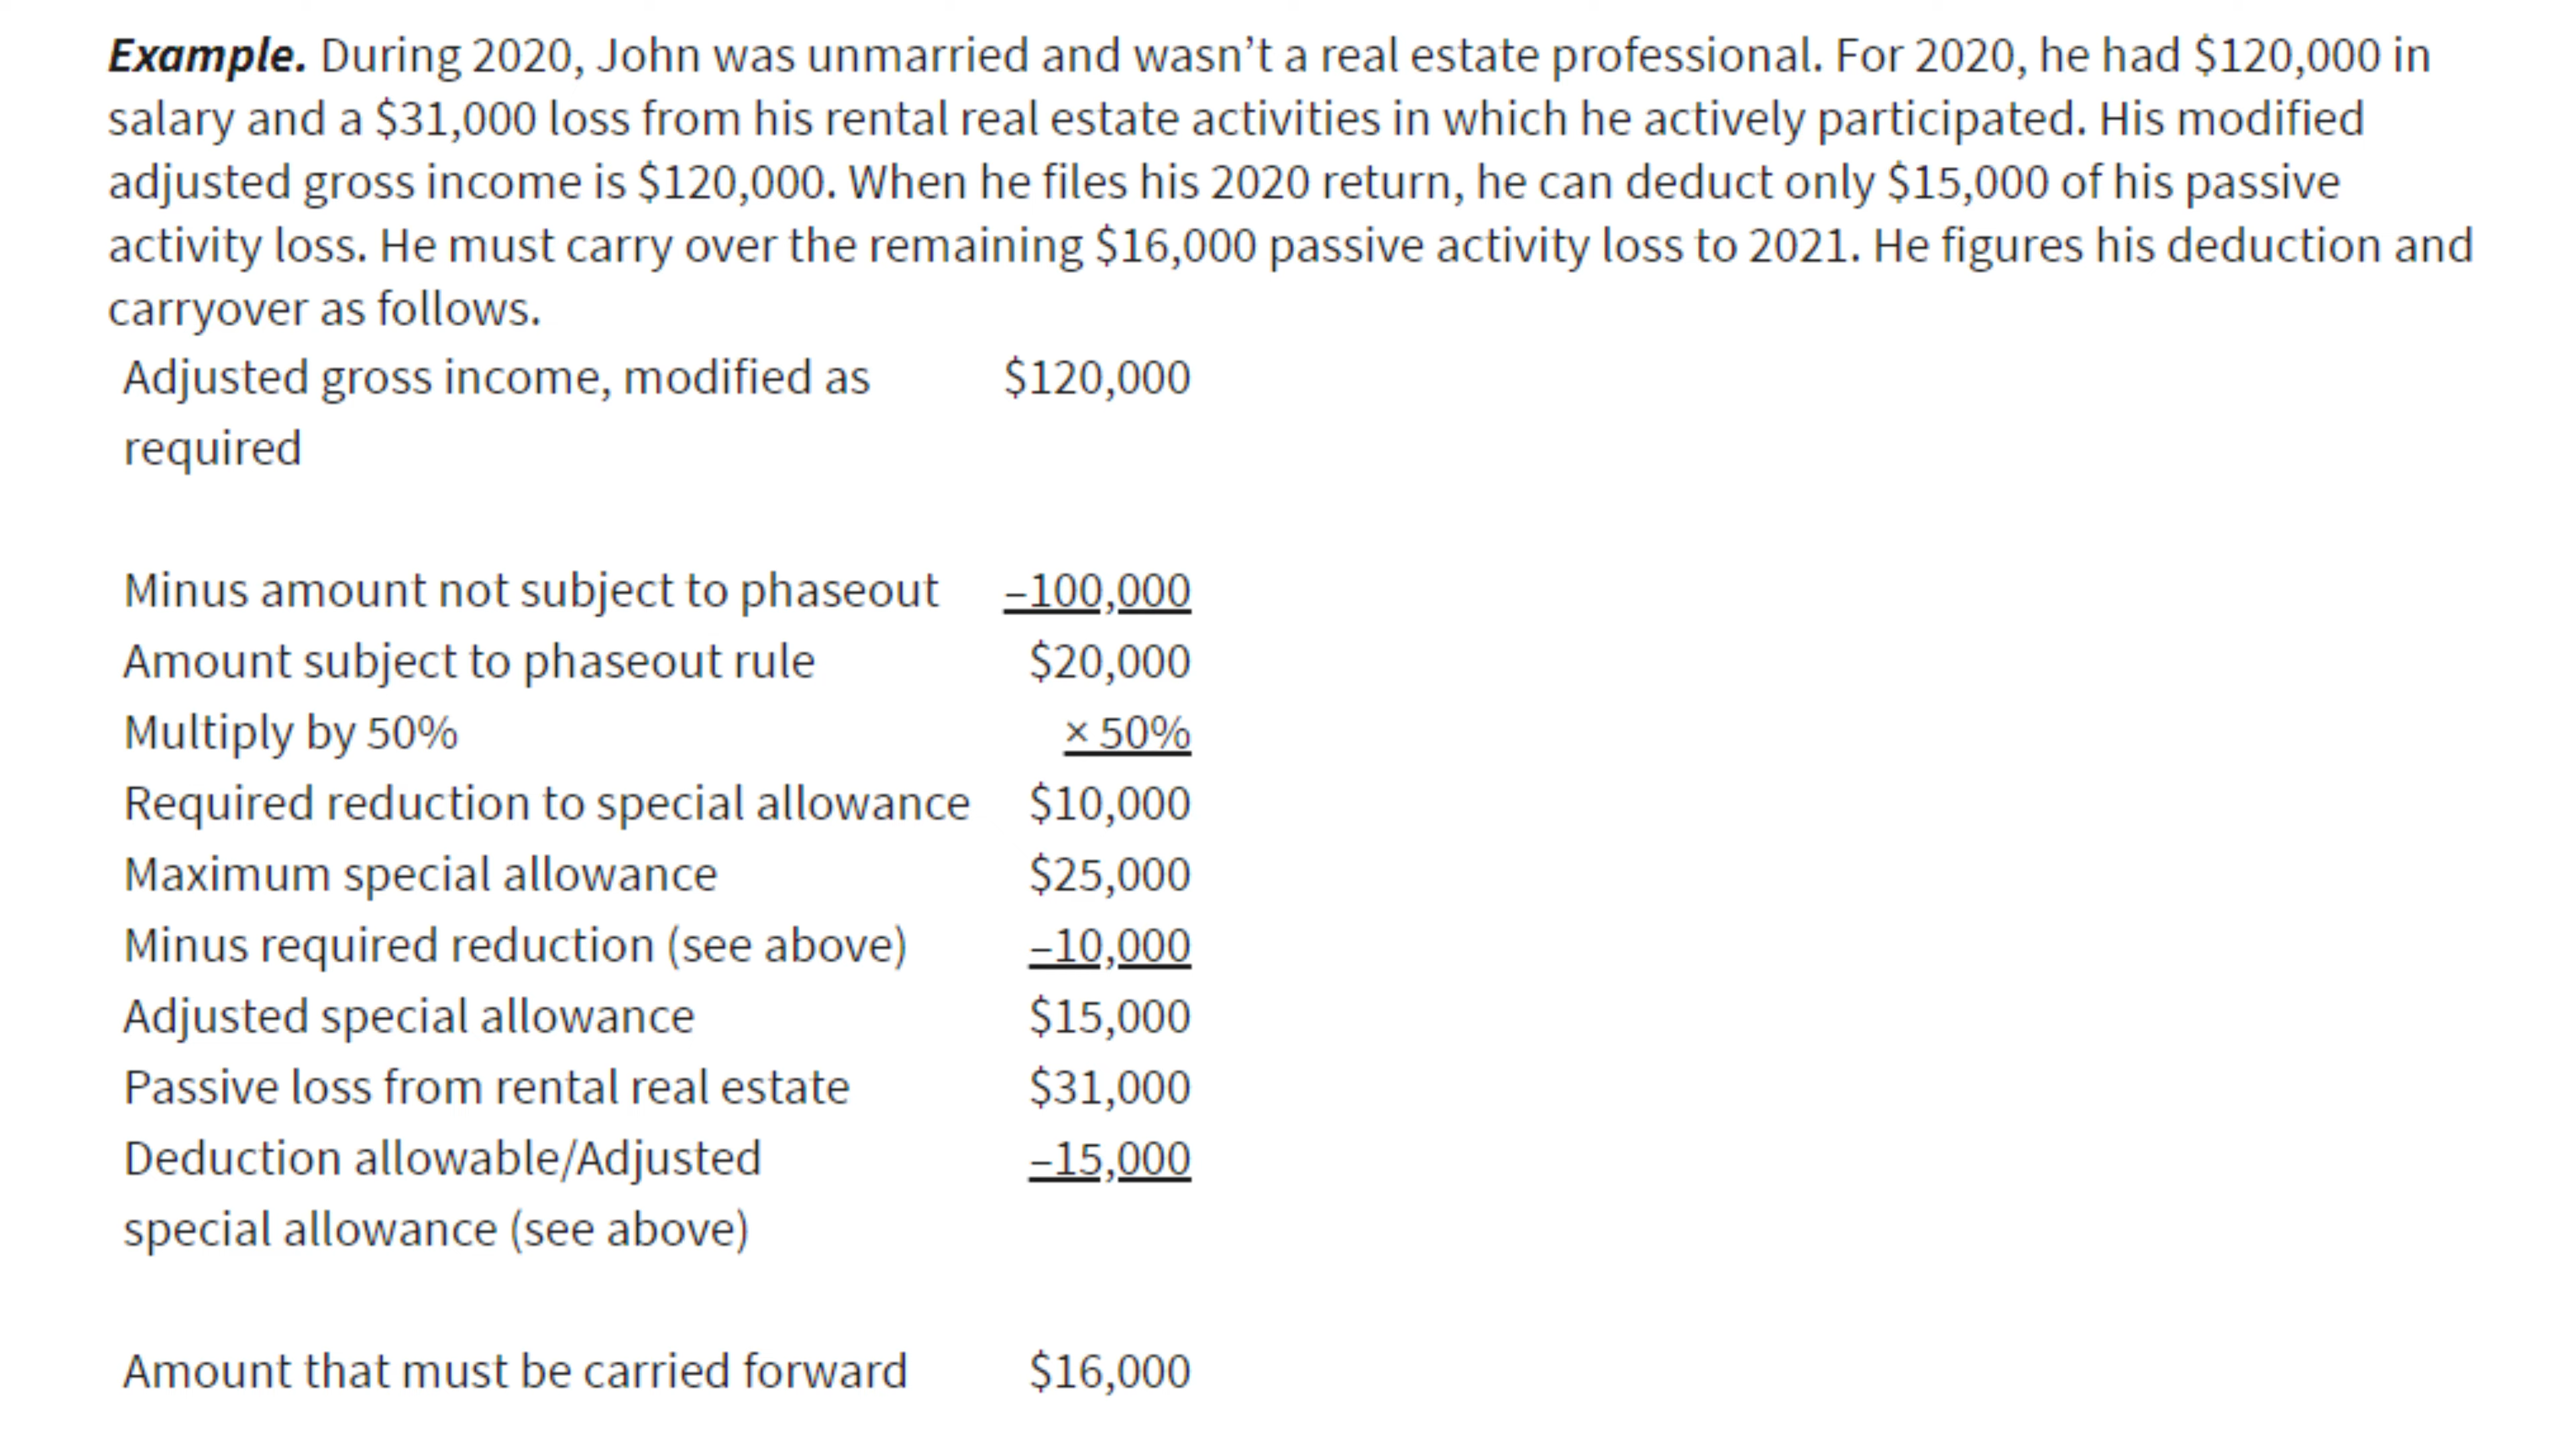 Example. During 2020, John was unmarried and wasn’t a real estate professional. For 2020, he had $120,000 in
salary and a $31,000 loss from his rental real estate activities in which he actively participated. His modified
adjusted gross income is $120,000. When he files his 2020 return, he can deduct only $15,000 of his passive
activity loss. He must carry over the remaining $16,000 passive activity loss to 2021. He figures his deduction and
carryover as follows.
Adjusted gross income, modified as $120,000
required
Minus amount not subject to phaseout –100,000
Amount subject to phaseout rule $20,000
Multiply by 50% × 50%
Required reduction to special allowance $10,000
Maximum special allowance $25,000
Minus required reduction (see above) –10,000
Adjusted special allowance $15,000
Passive loss from rental real estate $31,000
Deduction allowable/Adjusted –15,000
special allowance (see above)
Amount that must be carried forward $16,000